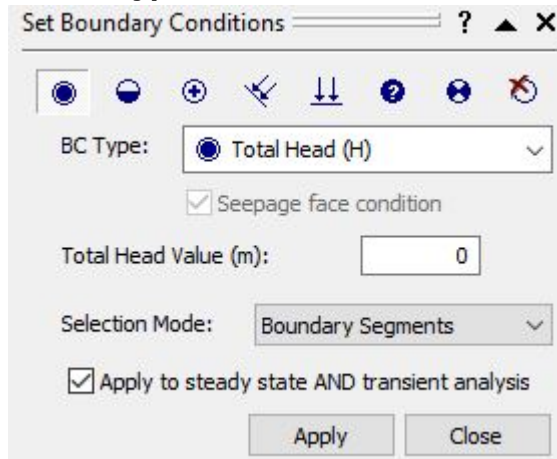 Set Boundary Conditions ? ▲ X
BC Type: Total Head (H)
Seepage face condition
Total Head Value (m): 0
Selection Mode: Boundary Segments
Apply to steady state AND transient analysis
Apply Close